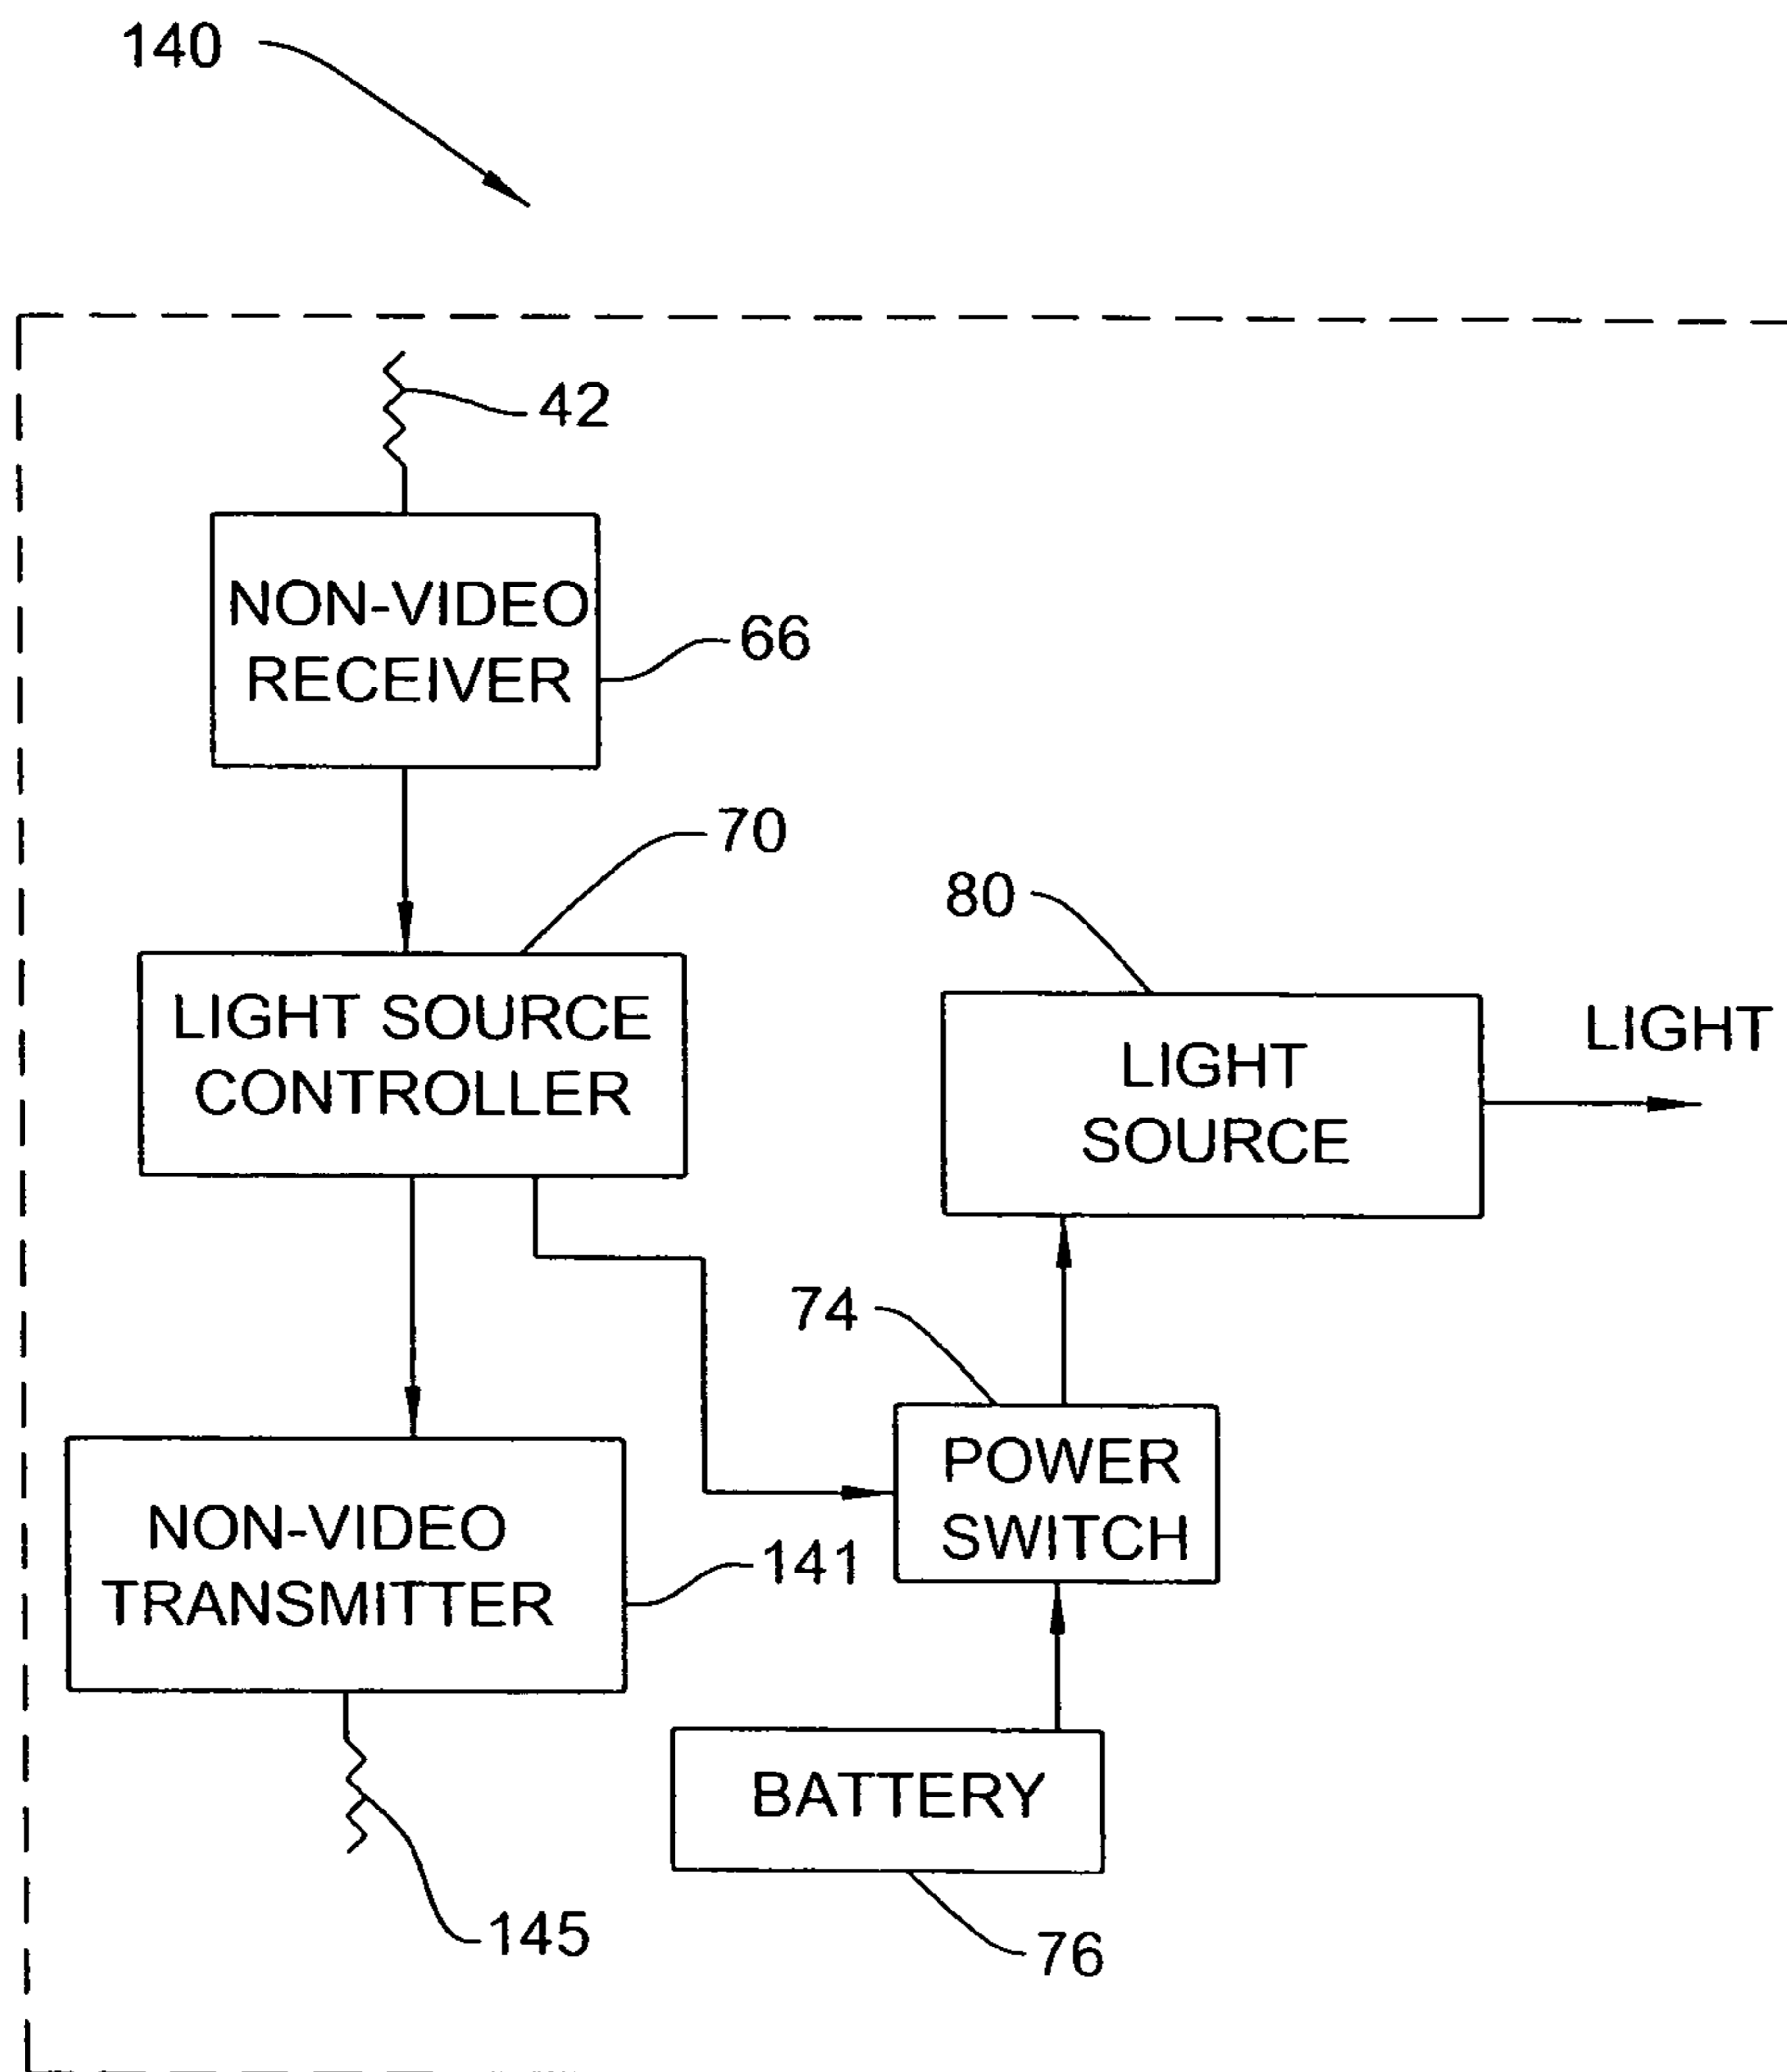 140
42
NON-VIDEO
RECEIVER
66
70
LIGHT SOURCE
CONTROLLER
80
LIGHT
SOURCE
LIGHT
74
POWER
SWITCH
NON-VIDEO
TRANSMITTER
141
BATTERY
145
76